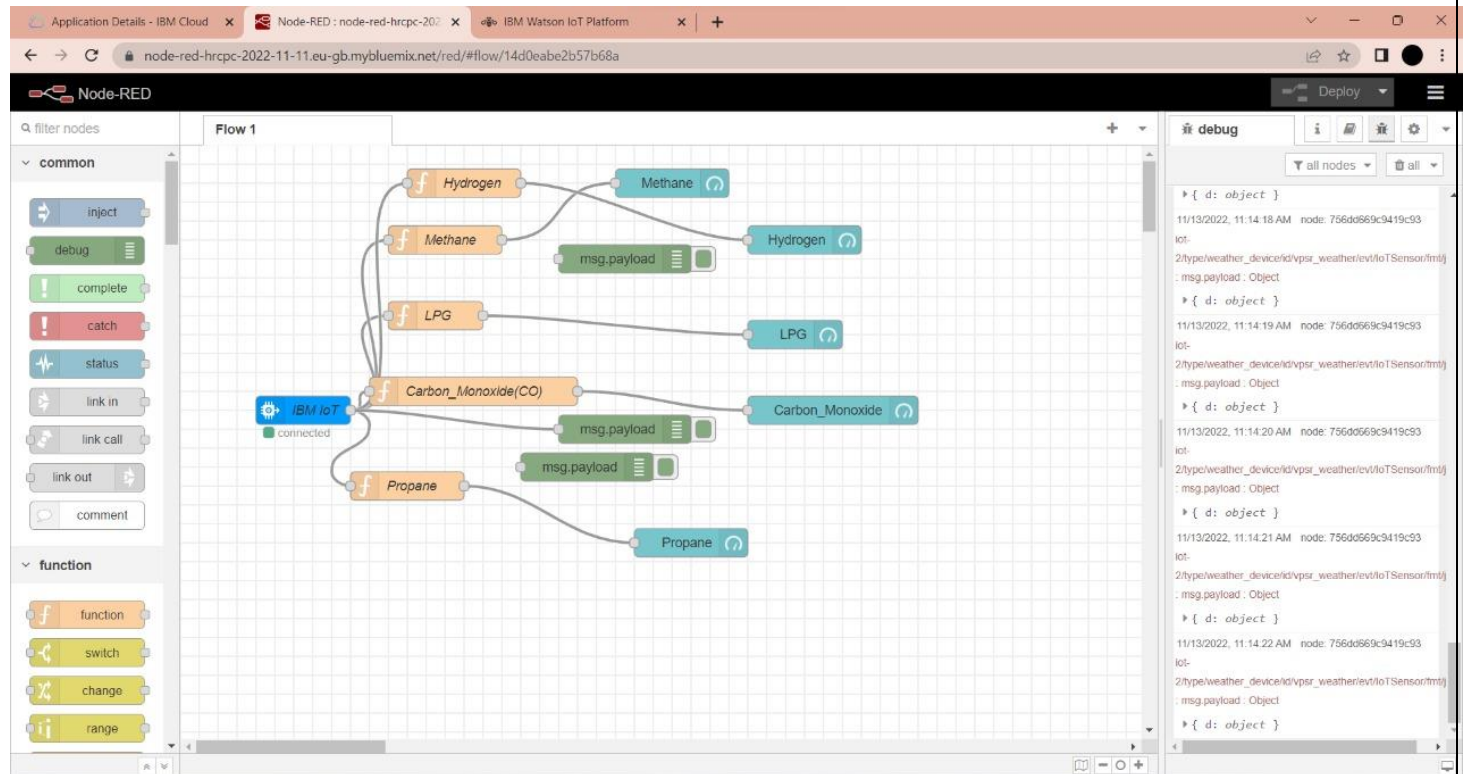 Application Details - IBM Cloud
Node-RED : node-red-hrcpc-202
IBM Watson IoT Platform
node-red-hrcpc-2022-11-11.eu-gb.mybluemix.net/red/#flow/14d0eabe2b57b68a
Node-RED
Deploy
filter nodes
common
inject
debug
complete
catch
status
link in
link call
link out
comment
function
function
switch
change
range
Flow 1
Hydrogen
Methane
Methane
Hydrogen
msg.payload
LPG
LPG
Carbon_Monoxide(CO)
IBM IoT
connected
Carbon_Monoxide
msg.payload
msg.payload
Propane
Propane
debug
all nodes
all
{ d: object }
11/13/2022, 11:14:18 AM node: 756dd669c9419c93
iot-
2/type/weather_device/id/vpsr_weather/evt/IoTSensor/fmt/j
: msg.payload : Object
{ d: object }
11/13/2022, 11:14:19 AM node: 756dd669c9419c93
iot-
2/type/weather_device/id/vpsr_weather/evt/IoTSensor/fmt/j
: msg.payload : Object
{ d: object }
11/13/2022, 11:14:20 AM node: 756dd669c9419c93
iot-
2/type/weather_device/id/vpsr_weather/evt/IoTSensor/fmt/j
: msg.payload : Object
{ d: object }
11/13/2022, 11:14:21 AM node: 756dd669c9419c93
iot-
2/type/weather_device/id/vpsr_weather/evt/IoTSensor/fmt/j
: msg.payload : Object
{ d: object }
11/13/2022, 11:14:22 AM node: 756dd669c9419c93
iot-
2/type/weather_device/id/vpsr_weather/evt/IoTSensor/fmt/j
: msg.payload : Object
{ d: object }